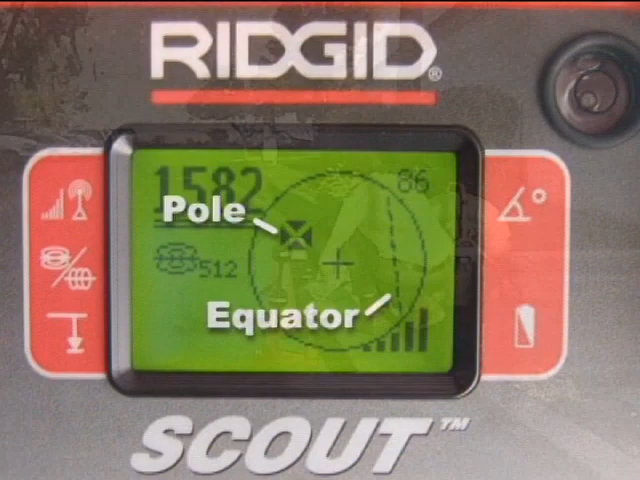 RIDGID®
1582
86
Pole
512
Equator
SCOUT™